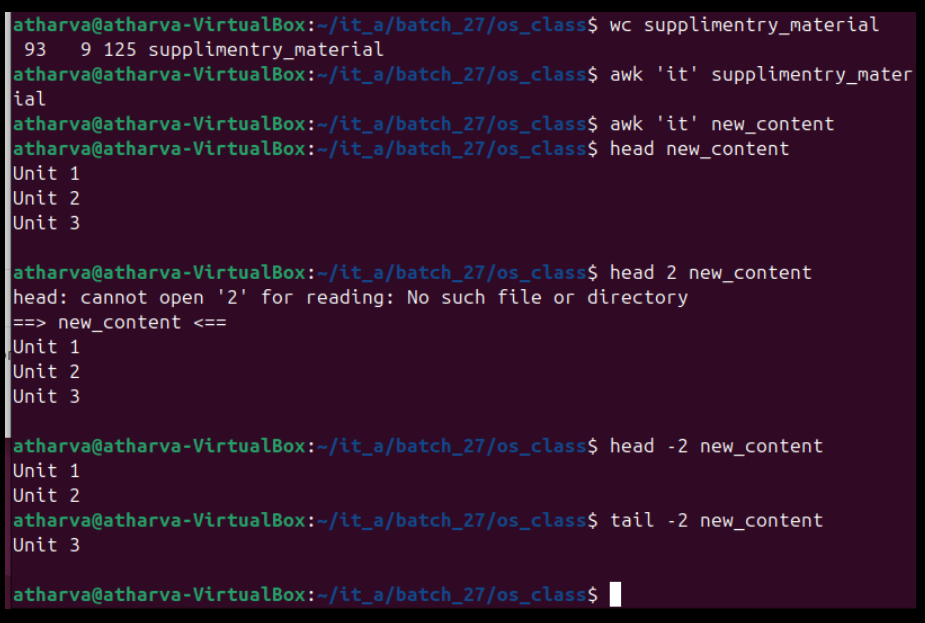 atharva@atharva-VirtualBox:~/it_a/batch_27/os_class$ wc supplimentry_material
 93   9 125 supplimentry_material
atharva@atharva-VirtualBox:~/it_a/batch_27/os_class$ awk 'it' supplimentry_mater
ial
atharva@atharva-VirtualBox:~/it_a/batch_27/os_class$ awk 'it' new_content
atharva@atharva-VirtualBox:~/it_a/batch_27/os_class$ head new_content
Unit 1
Unit 2
Unit 3

atharva@atharva-VirtualBox:~/it_a/batch_27/os_class$ head 2 new_content
head: cannot open '2' for reading: No such file or directory
==> new_content <==
Unit 1
Unit 2
Unit 3

atharva@atharva-VirtualBox:~/it_a/batch_27/os_class$ head -2 new_content
Unit 1
Unit 2
atharva@atharva-VirtualBox:~/it_a/batch_27/os_class$ tail -2 new_content
Unit 3

atharva@atharva-VirtualBox:~/it_a/batch_27/os_class$